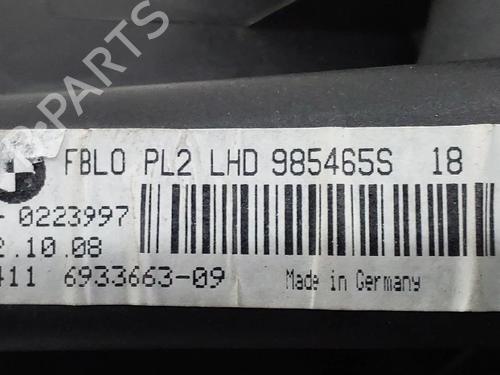 FBLO PL2 LHD 985465S 18
- 0223997
2.10.08
411 6933663-09 Made in Germany
B-PARTS